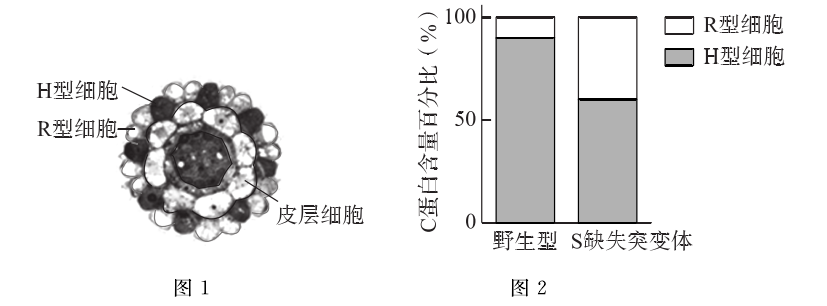 H型细胞
R型细胞
皮层细胞
图 1
C蛋白含量百分比（%）
100
50
0
野生型
S缺失突变体
R型细胞
H型细胞
图 2